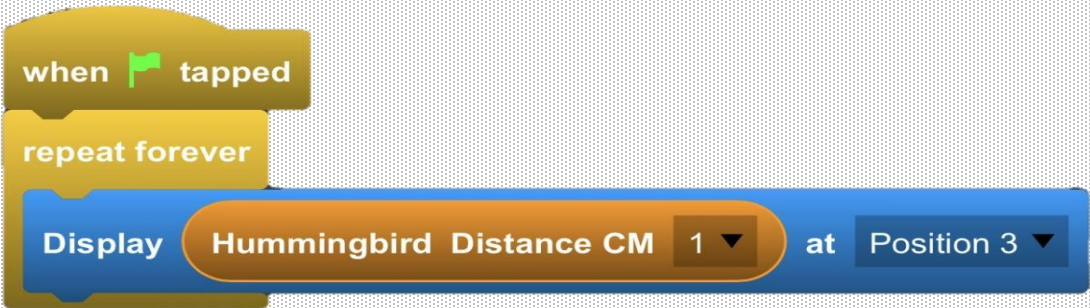 when tapped
repeat forever
Display Hummingbird Distance CM 1 at Position 3